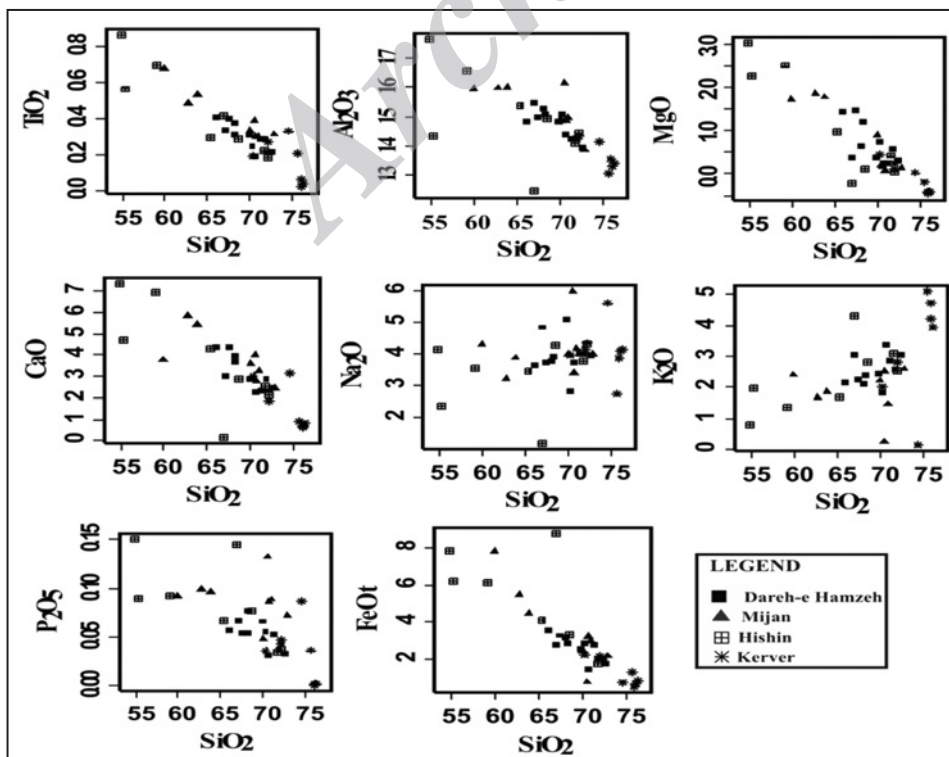 Archi
TiO2
0.0 0.2 0.4 0.6 0.8
55 60 65 70 75
SiO2
Al2O3
13 14 15 16 17
55 60 65 70 75
SiO2
MgO
0.0 10 20 30
55 60 65 70 75
SiO2
CaO
0 1 2 3 4 5 6 7
55 60 65 70 75
SiO2
Na2O
2 3 4 5 6
55 60 65 70 75
SiO2
K2O
0 1 2 3 4 5
55 60 65 70 75
SiO2
P2O5
0.00 0.05 0.10 0.15
55 60 65 70 75
SiO2
FeOt
2 4 6 8
55 60 65 70 75
SiO2
LEGEND
Dareh-e Hamzeh
Mijan
Hishin
Kerver